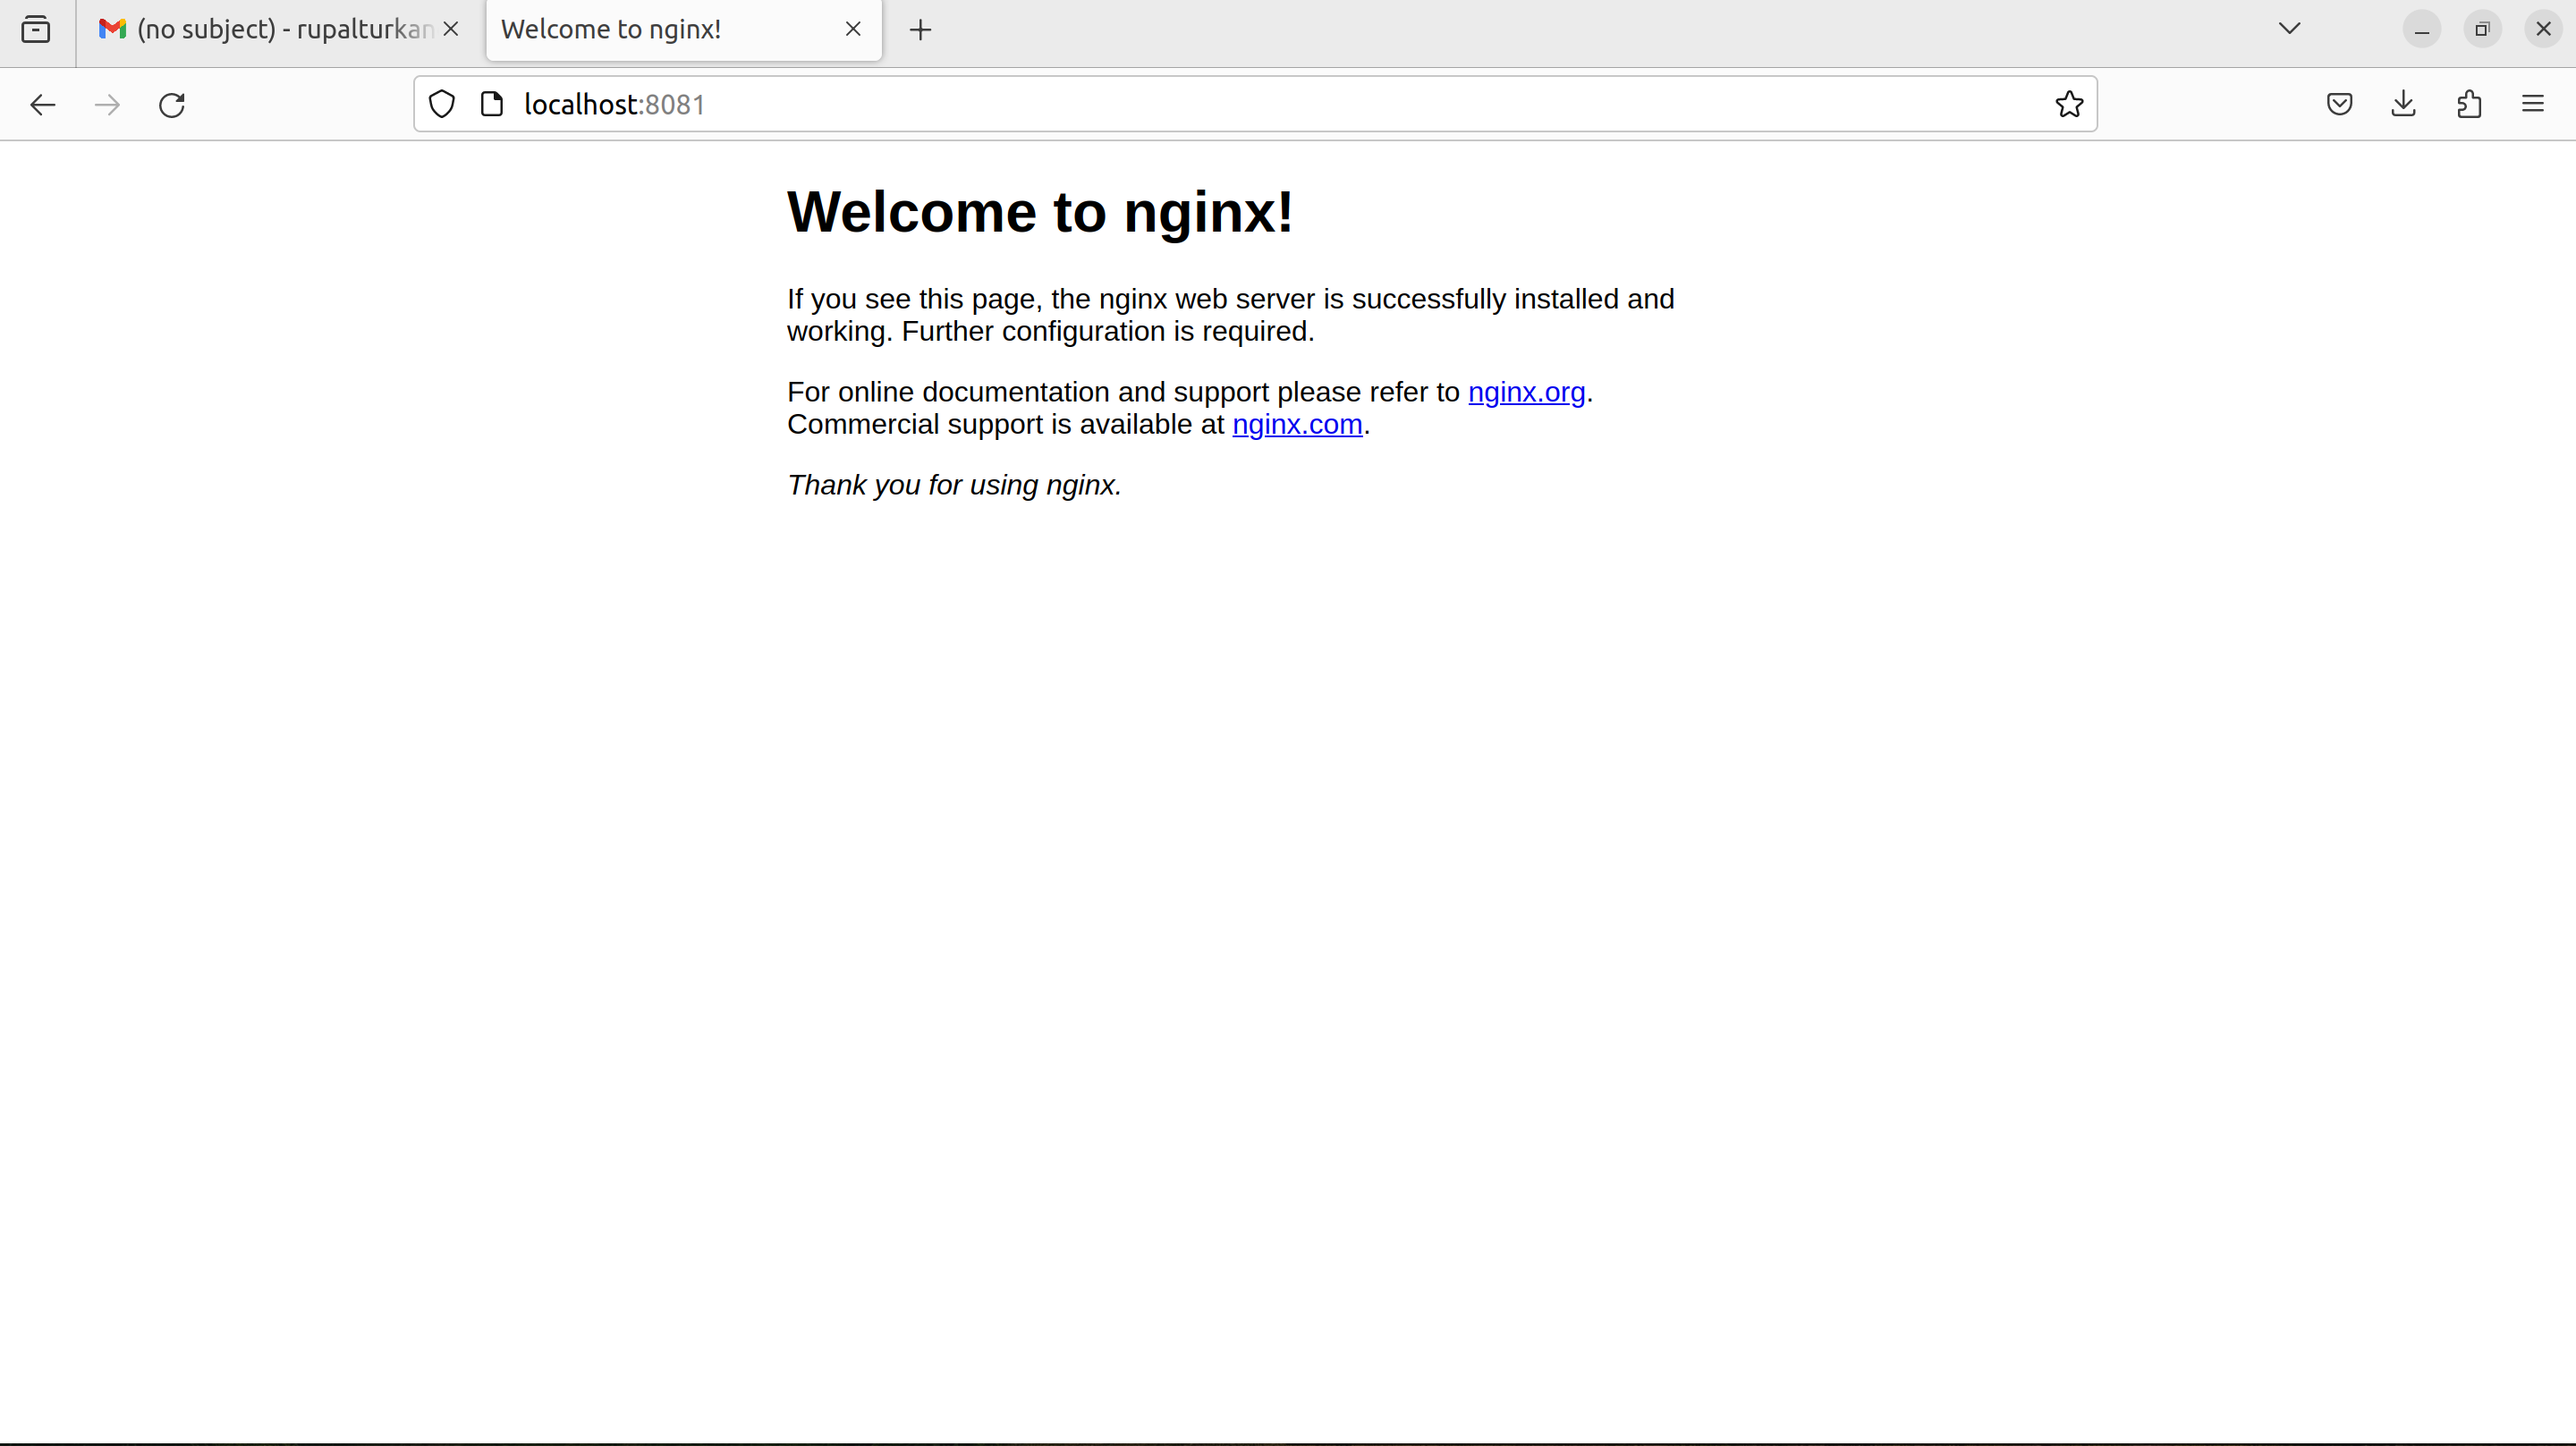 (no subject) - rupalturkan
Welcome to nginx!
localhost:8081
Welcome to nginx!
If you see this page, the nginx web server is successfully installed and
working. Further configuration is required.
For online documentation and support please refer to nginx.org.
Commercial support is available at nginx.com.
Thank you for using nginx.